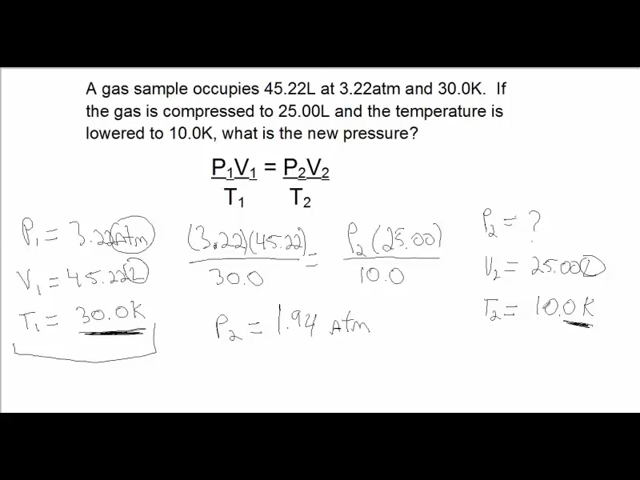 A gas sample occupies 45.22L at 3.22atm and 30.0K. If
the gas is compressed to 25.00L and the temperature is
lowered to 10.0K, what is the new pressure?
P₁V₁ = P₂V₂
T₁ T₂
P₁ = 3.22Atm
V₁ = 45.22L
T₁ = 30.0K
(3.22)(45.22) = P₂(25.00)
30.0 10.0
P₂ = 1.94 Atm
P₂ = ?
V₂ = 25.00L
T₂ = 10.0K